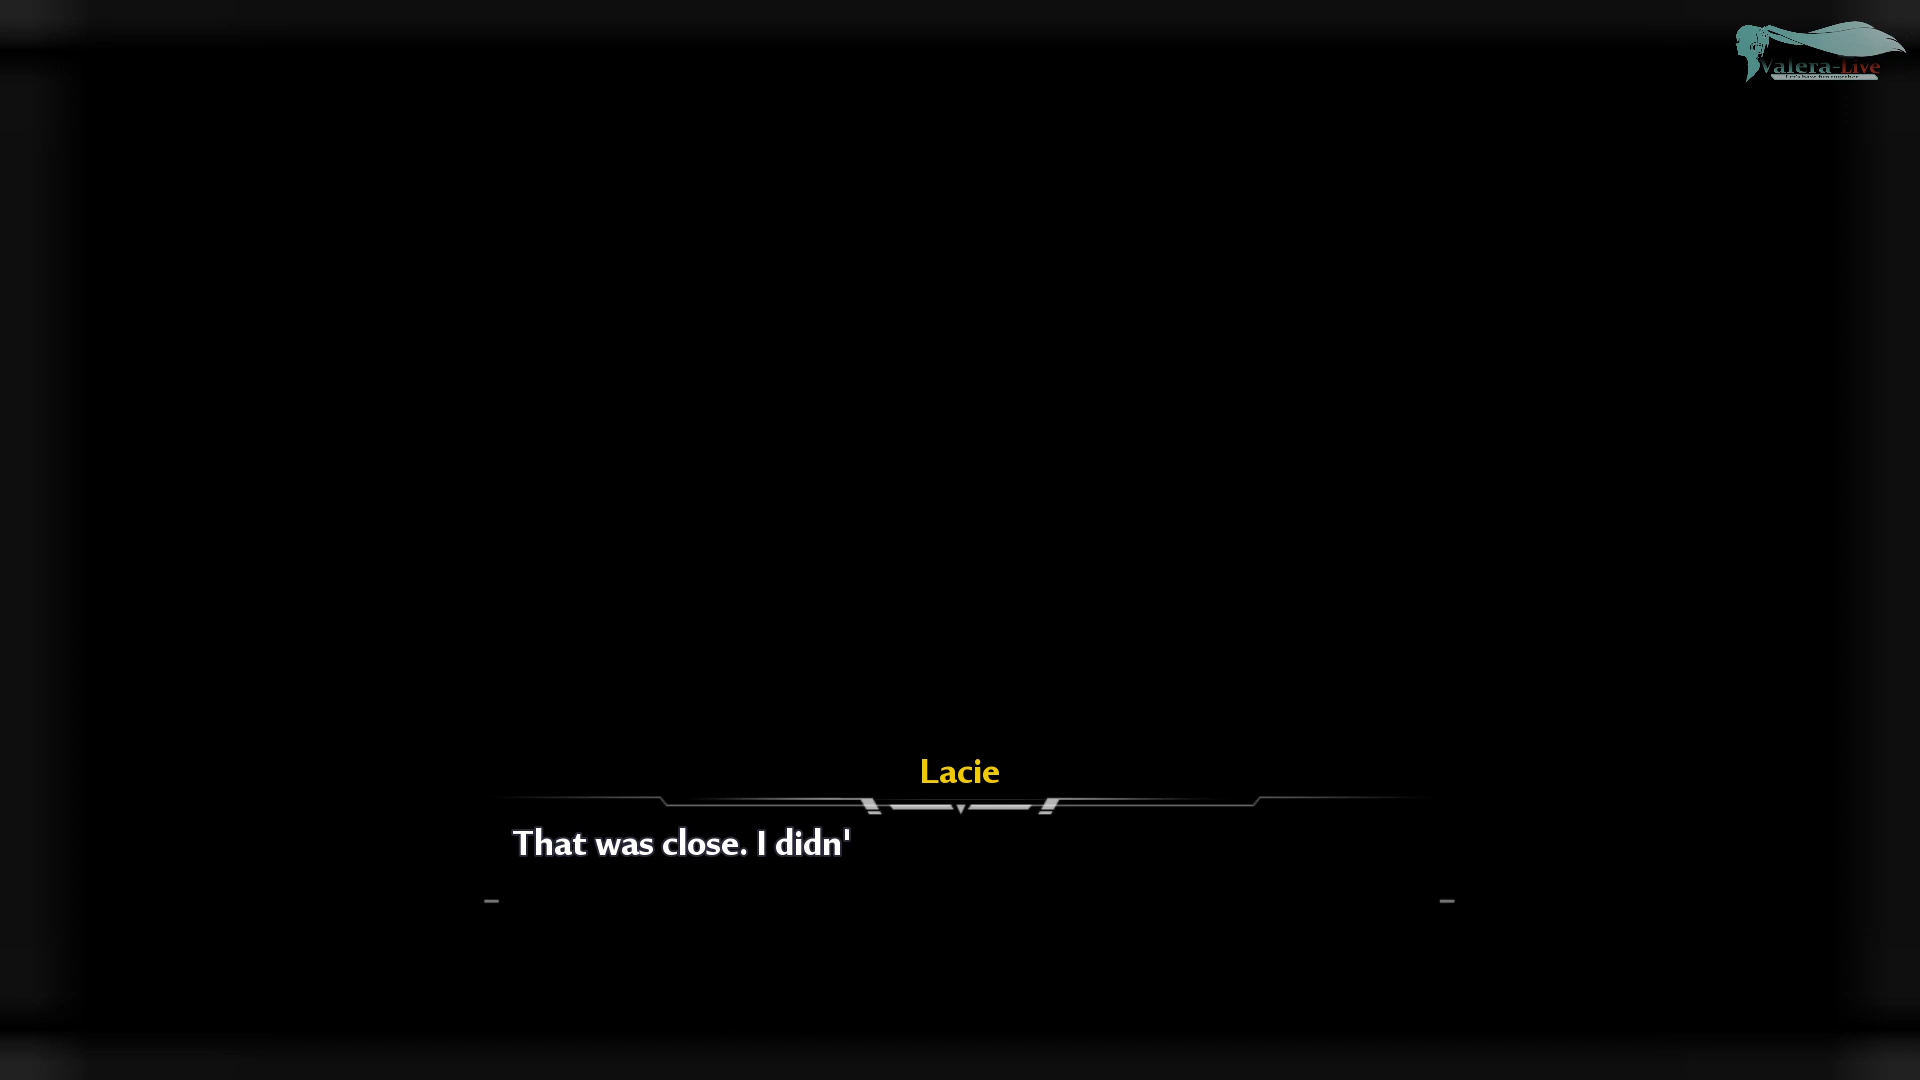 Valera-Live
Lacie
That was close. I didn'